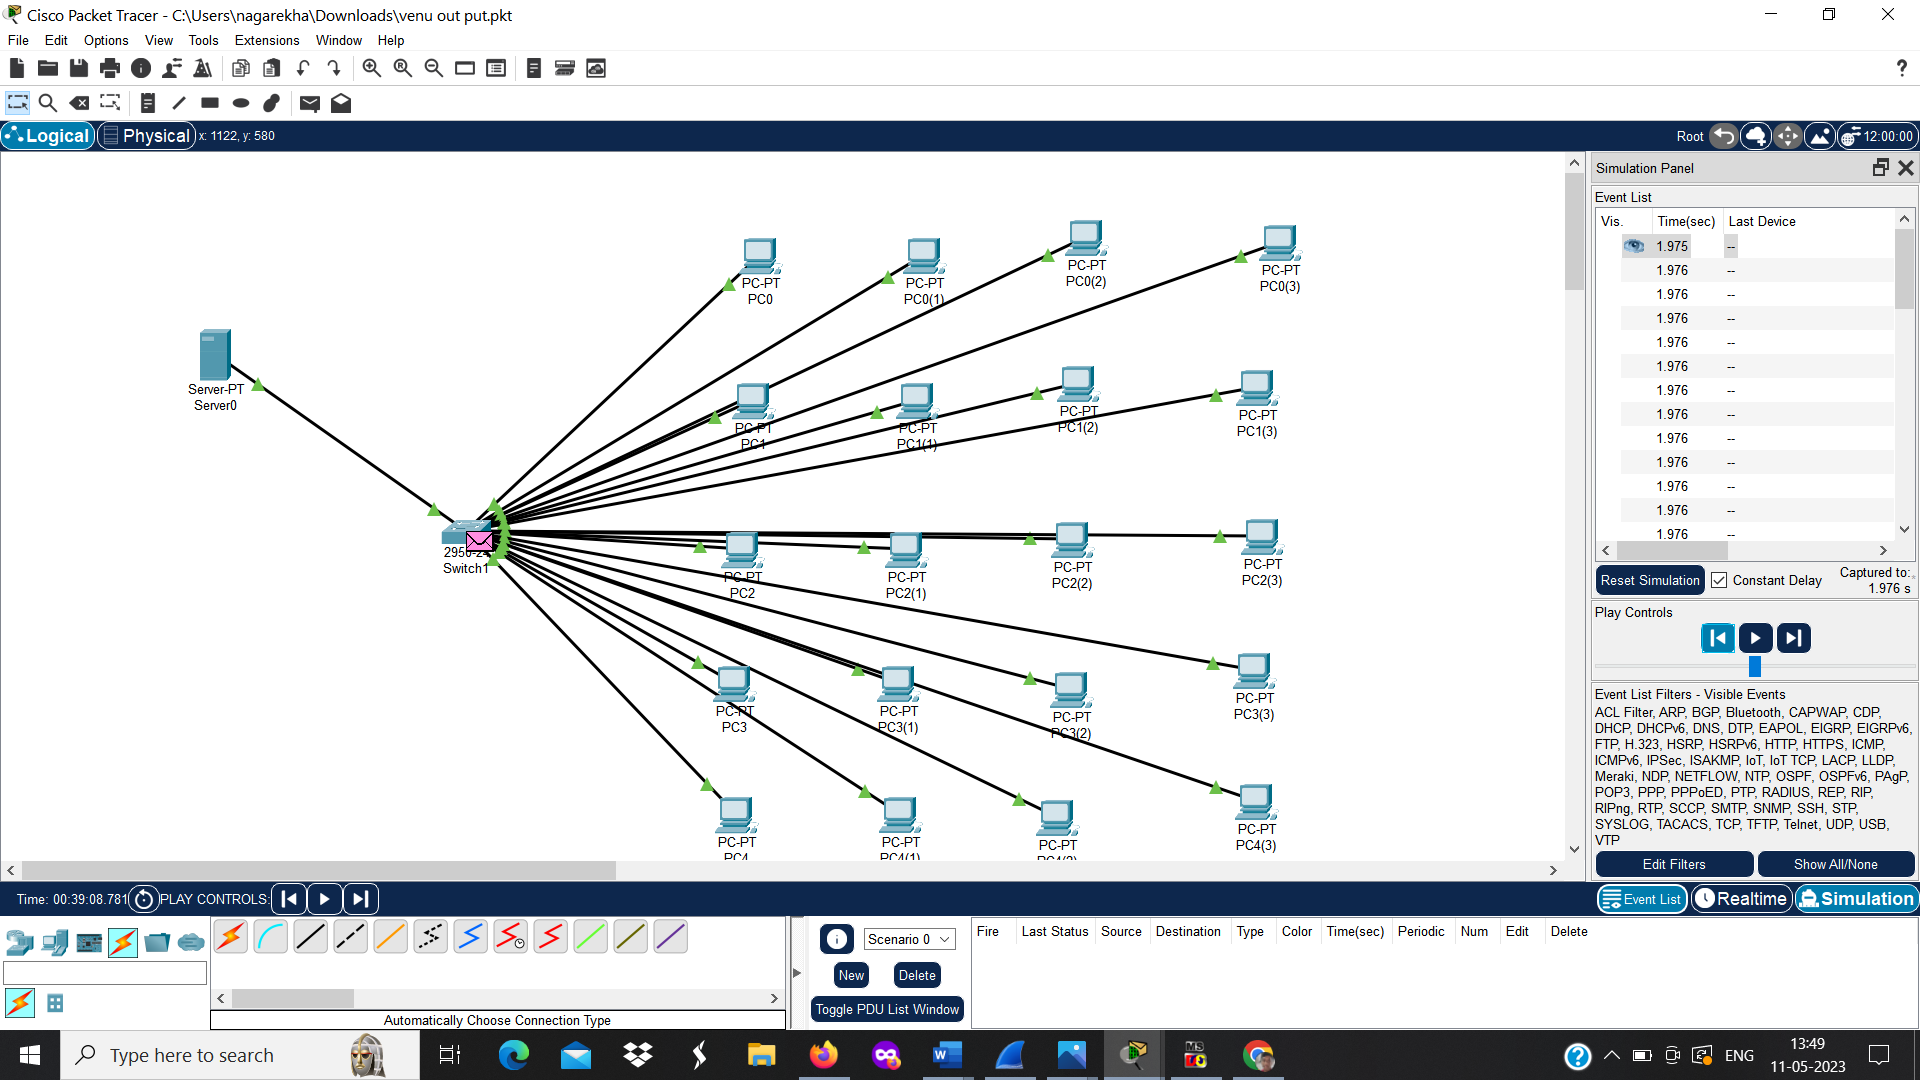 Cisco Packet Tracer - C:\Users\nagarekha\Downloads\venu out put.pkt
File Edit Options View Tools Extensions Window Help
?
Logical Physical x: 1122, y: 580 Root 12:00:00
Simulation Panel
Event List
Vis. Time(sec) Last Device
1.975 --
1.976 --
1.976 --
1.976 --
1.976 --
1.976 --
1.976 --
1.976 --
1.976 --
1.976 --
1.976 --
1.976 --
1.976 --
Reset Simulation Constant Delay Captured to:
1.976 s
Play Controls
Event List Filters - Visible Events
ACL Filter, ARP, BGP, Bluetooth, CAPWAP, CDP,
DHCP, DHCPv6, DNS, DTP, EAPOL, EIGRP, EIGRPv6,
FTP, H.323, HSRP, HSRPv6, HTTP, HTTPS, ICMP,
ICMPv6, IPSec, ISAKMP, IoT, IoT TCP, LACP, LLDP,
Meraki, NDP, NETFLOW, NTP, OSPF, OSPFv6, PAgP,
POP3, PPP, PPPoED, PTP, RADIUS, REP, RIP,
RIPng, RTP, SCCP, SMTP, SNMP, SSH, STP,
SYSLOG, TACACS, TCP, TFTP, Telnet, UDP, USB,
VTP
Edit Filters Show All/None
PC-PT
PC0
PC-PT
PC0(1)
PC-PT
PC0(2)
PC-PT
PC0(3)
Server-PT
Server0
PC-PT
PC1
PC-PT
PC1(1)
PC-PT
PC1(2)
PC-PT
PC1(3)
2950-24
Switch1
PC-PT
PC2
PC-PT
PC2(1)
PC-PT
PC2(2)
PC-PT
PC2(3)
PC-PT
PC3
PC-PT
PC3(1)
PC-PT
PC3(2)
PC-PT
PC3(3)
PC-PT
PC4
PC-PT
PC4(1)
PC-PT
PC4(2)
PC-PT
PC4(3)
Time: 00:39:08.781 PLAY CONTROLS: Event List Realtime Simulation
Scenario 0
New Delete
Toggle PDU List Window
Fire Last Status Source Destination Type Color Time(sec) Periodic Num Edit Delete
Automatically Choose Connection Type
Type here to search
ENG
13:49
11-05-2023